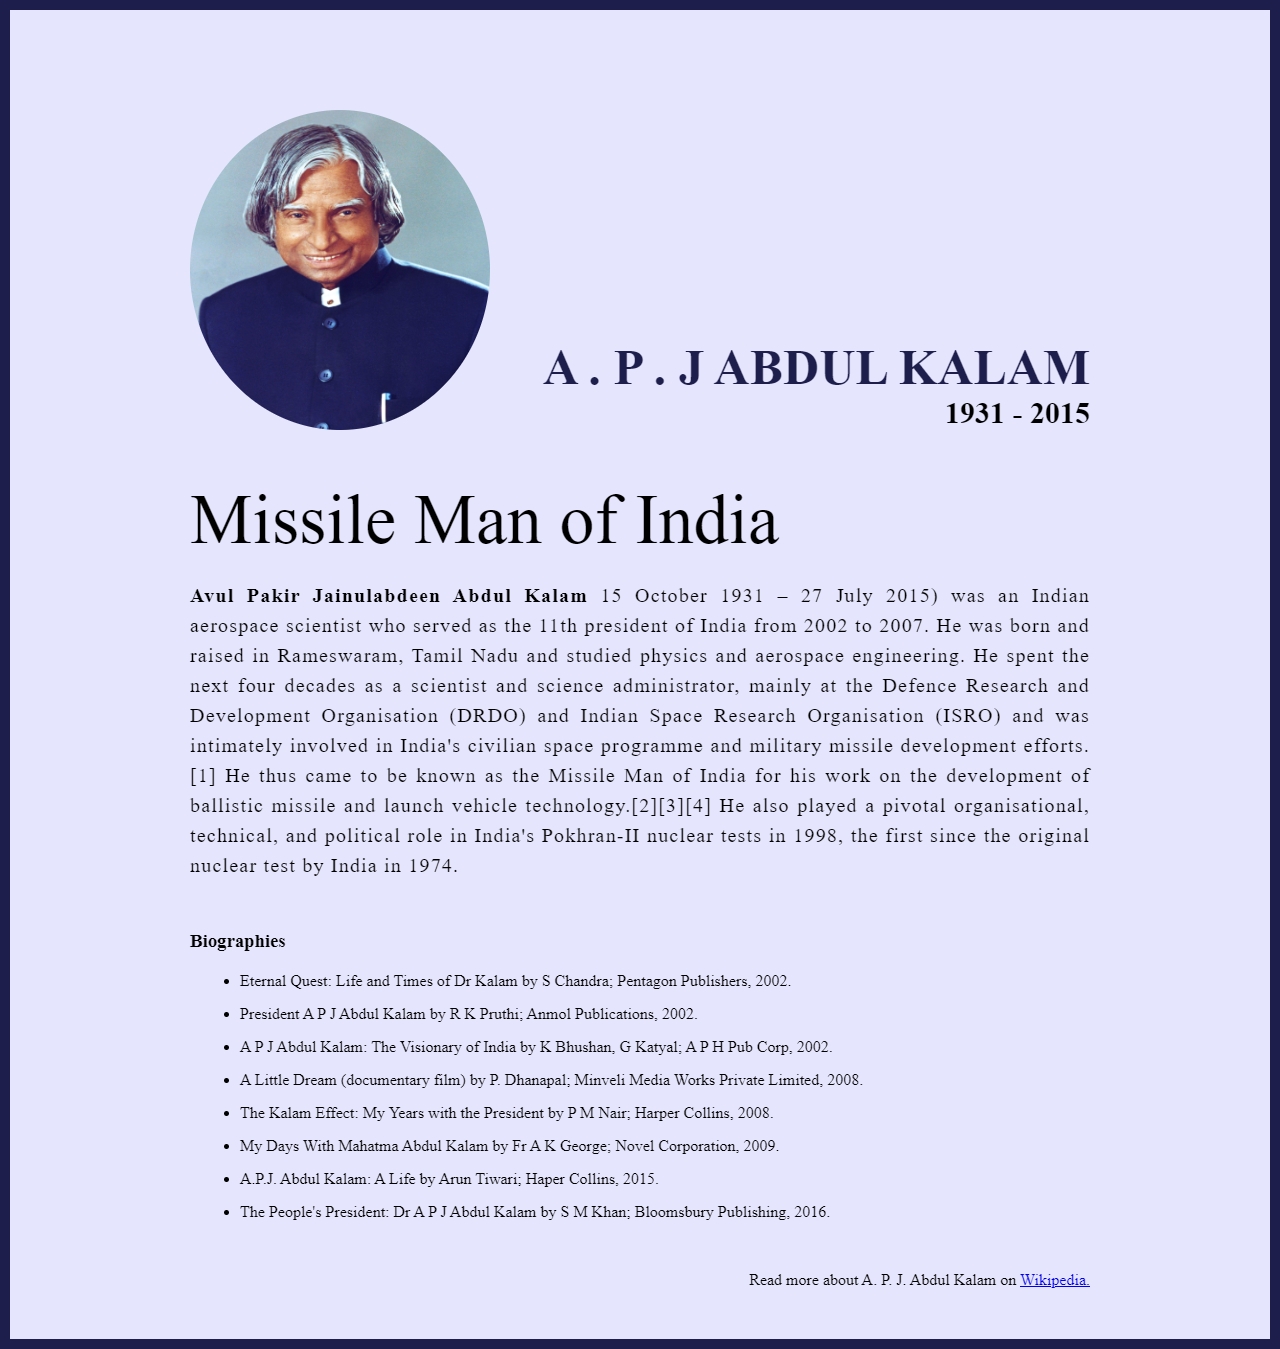 A . P . J ABDUL KALAM
1931 - 2015
Missile Man of India
Avul Pakir Jainulabdeen Abdul Kalam 15 October 1931 – 27 July 2015) was an Indian
aerospace scientist who served as the 11th president of India from 2002 to 2007. He was born and
raised in Rameswaram, Tamil Nadu and studied physics and aerospace engineering. He spent the
next four decades as a scientist and science administrator, mainly at the Defence Research and
Development Organisation (DRDO) and Indian Space Research Organisation (ISRO) and was
intimately involved in India's civilian space programme and military missile development efforts.
[1] He thus came to be known as the Missile Man of India for his work on the development of
ballistic missile and launch vehicle technology.[2][3][4] He also played a pivotal organisational,
technical, and political role in India's Pokhran-II nuclear tests in 1998, the first since the original
nuclear test by India in 1974.
Biographies
• Eternal Quest: Life and Times of Dr Kalam by S Chandra; Pentagon Publishers, 2002.
• President A P J Abdul Kalam by R K Pruthi; Anmol Publications, 2002.
• A P J Abdul Kalam: The Visionary of India by K Bhushan, G Katyal; A P H Pub Corp, 2002.
• A Little Dream (documentary film) by P. Dhanapal; Minveli Media Works Private Limited, 2008.
• The Kalam Effect: My Years with the President by P M Nair; Harper Collins, 2008.
• My Days With Mahatma Abdul Kalam by Fr A K George; Novel Corporation, 2009.
• A.P.J. Abdul Kalam: A Life by Arun Tiwari; Haper Collins, 2015.
• The People's President: Dr A P J Abdul Kalam by S M Khan; Bloomsbury Publishing, 2016.
Read more about A. P. J. Abdul Kalam on Wikipedia.